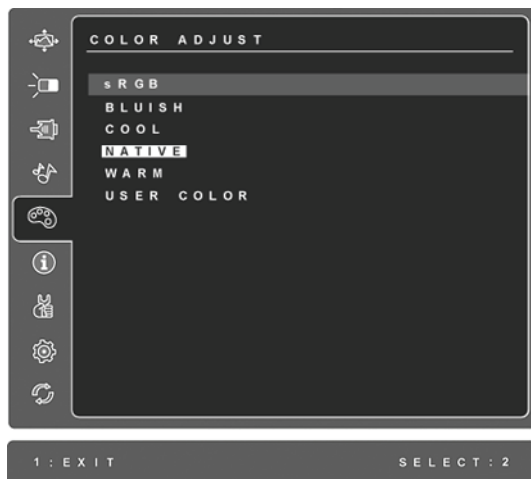 COLOR ADJUST
sRGB
BLUISH
COOL
NATIVE
WARM
USER COLOR
1:EXIT SELECT:2